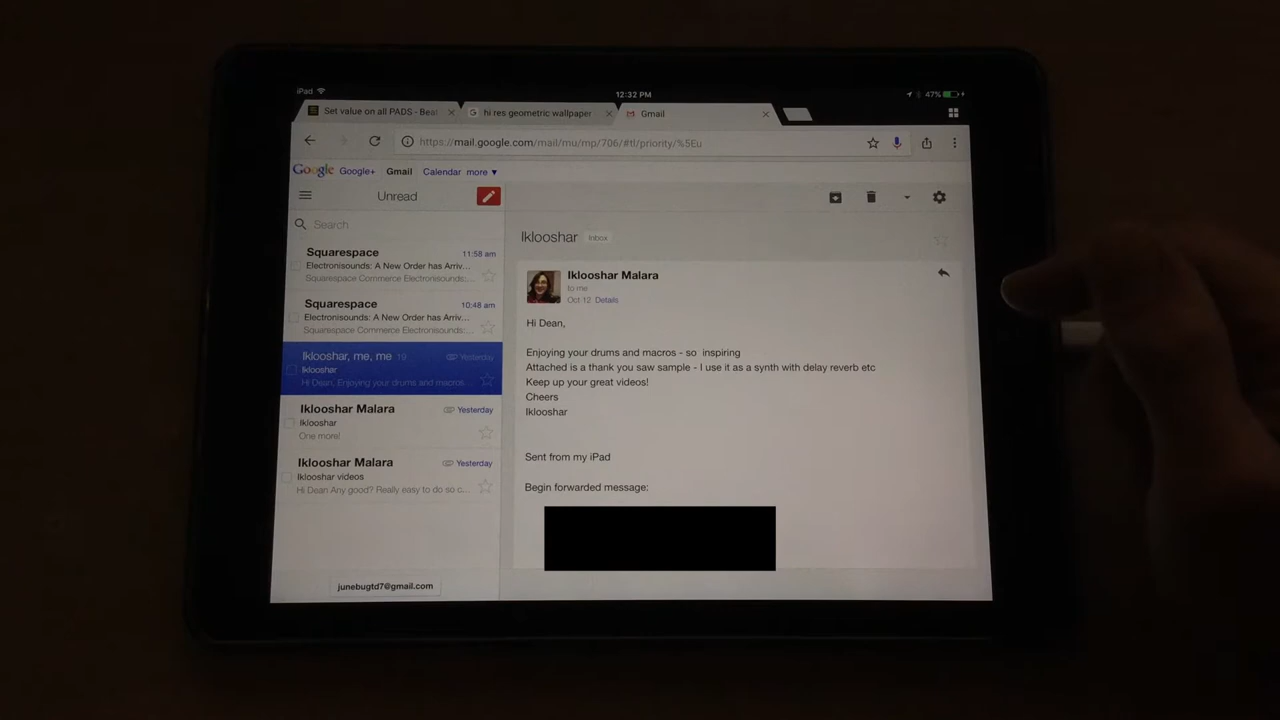 iPad
12:32 PM
47%
Set value on all PADS - Beat
hi res geometric wallpaper
Gmail
https://mail.google.com/mail/mu/mp/706/#tl/priority/%5Eu
Google Google+ Gmail Calendar more ▼
Unread
Search
Squarespace 11:58 am
Electronisounds: A New Order has Arriv...
Squarespace Commerce Electronisounds:...
Squarespace 10:48 am
Electronisounds: A New Order has Arriv...
Squarespace Commerce Electronisounds:...
Iklooshar, me, me 10 Yesterday
Iklooshar
Hi Dean, Enjoying your drums and macros...
Iklooshar Malara Yesterday
Iklooshar
One more!
Iklooshar Malara Yesterday
Iklooshar videos
Hi Dean Any good? Really easy to do so c...
junebugtd7@gmail.com
Iklooshar Inbox
Iklooshar Malara
to me
Oct 12 Details
Hi Dean,
Enjoying your drums and macros - so inspiring
Attached is a thank you saw sample - I use it as a synth with delay reverb etc
Keep up your great videos!
Cheers
Iklooshar
Sent from my iPad
Begin forwarded message: